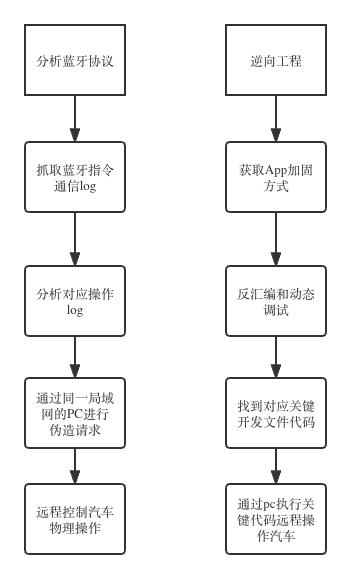 分析蓝牙协议
抓取蓝牙指令
通信log
分析对应操作
log
通过同一局域
网的PC进行
伪造请求
远程控制汽车
物理操作
逆向工程
获取App加固
方式
反汇编和动态
调试
找到对应关键
开发文件代码
通过pc执行关
键代码远程操
作汽车